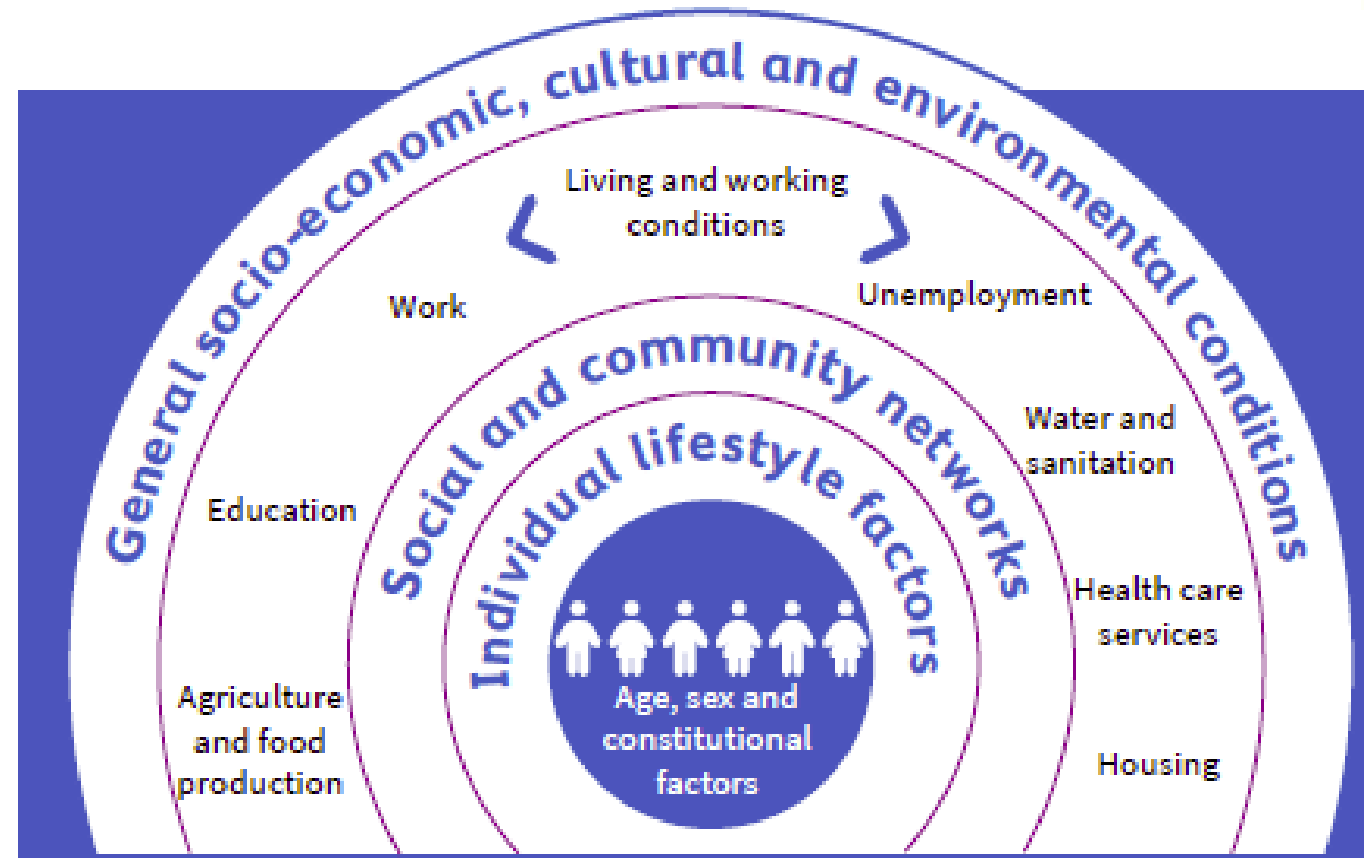 General socio-economic, cultural and environmental conditions
Living and working
conditions
Work
Unemployment
Social and community networks
Water and
sanitation
Individual lifestyle factors
Education
Health care
services
Agriculture
and food
production
Age, sex and
constitutional
factors
Housing